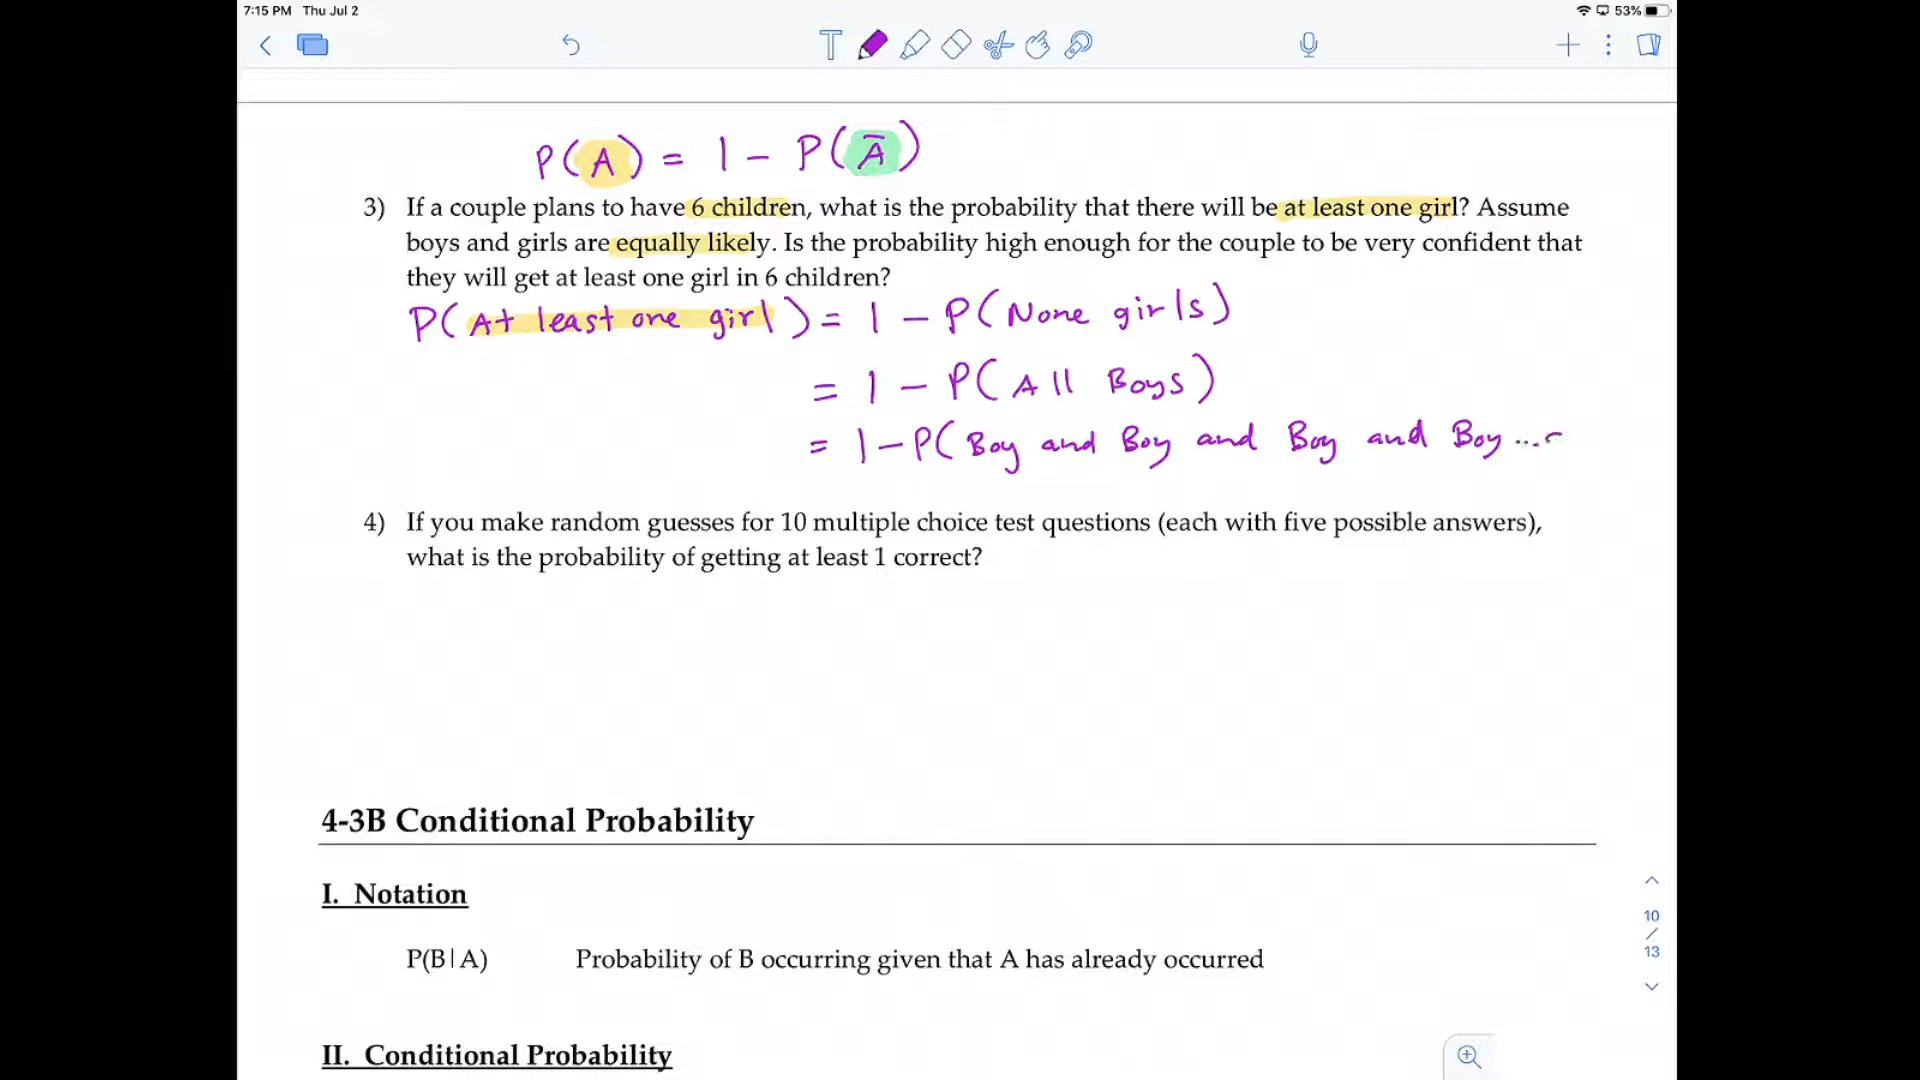 7:15 PM Thu Jul 2
53%
P(A) = 1 - P(Ā)
3) If a couple plans to have 6 children, what is the probability that there will be at least one girl? Assume
boys and girls are equally likely. Is the probability high enough for the couple to be very confident that
they will get at least one girl in 6 children?
P(At least one girl) = 1 - P(None girls)
= 1 - P(All Boys)
= 1 - P(Boy and Boy and Boy and Boy ....
4) If you make random guesses for 10 multiple choice test questions (each with five possible answers),
what is the probability of getting at least 1 correct?
4-3B Conditional Probability
I. Notation
P(B|A) Probability of B occurring given that A has already occurred
10
/
13
II. Conditional Probability